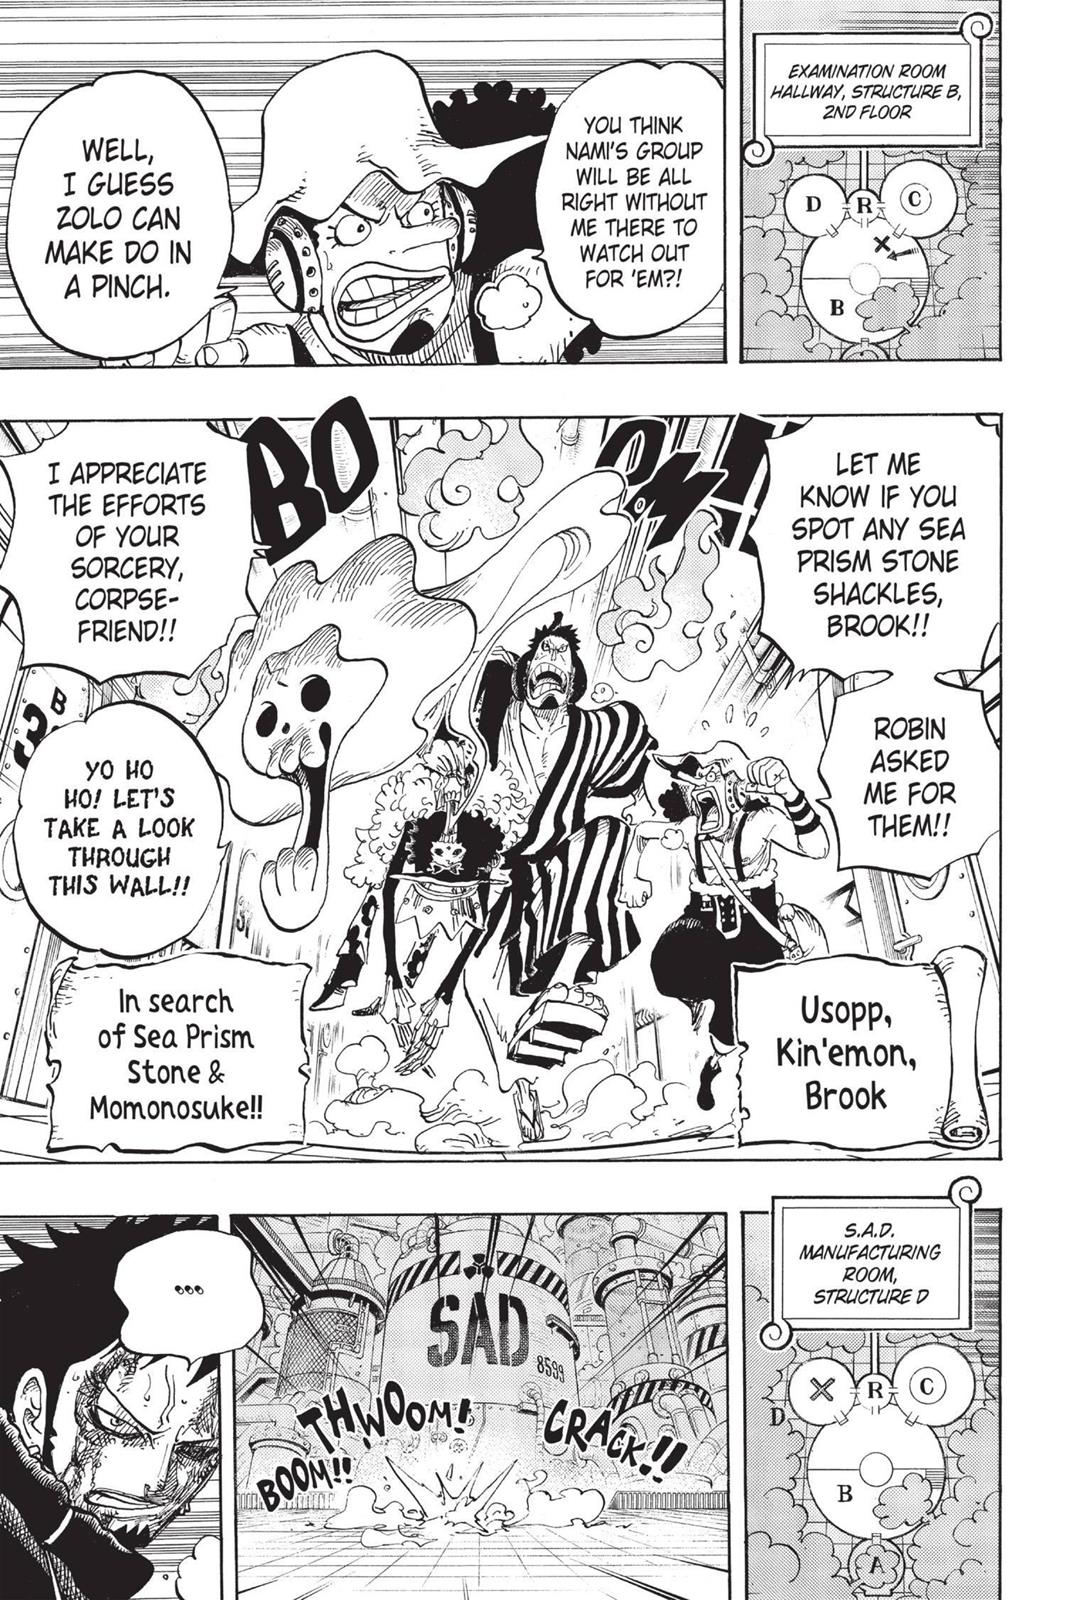 EXAMINATION ROOM
HALLWAY, STRUCTURE B,
2ND FLOOR
D
R
C
B
YOU THINK
NAMI'S GROUP
WILL BE ALL
RIGHT WITHOUT
ME THERE TO
WATCH OUT
FOR 'EM?!
WELL,
I GUESS
ZOLO CAN
MAKE DO IN
A PINCH.
BOOM
LET ME
KNOW IF YOU
SPOT ANY SEA
PRISM STONE
SHACKLES,
BROOK!!
ROBIN
ASKED
ME FOR
THEM!!
I APPRECIATE
THE EFFORTS
OF YOUR
SORCERY,
CORPSE-
FRIEND!!
YO HO
HO! LET'S
TAKE A LOOK
THROUGH
THIS WALL!!
B
Usopp,
Kin'emon,
Brook
In search
of Sea Prism
Stone &
Momonosuke!!
S.A.D.
MANUFACTURING
ROOM,
STRUCTURE D
D
R
C
B
A
SAD
8539
THWOOM!
BOOM!!
CRACK!!
...